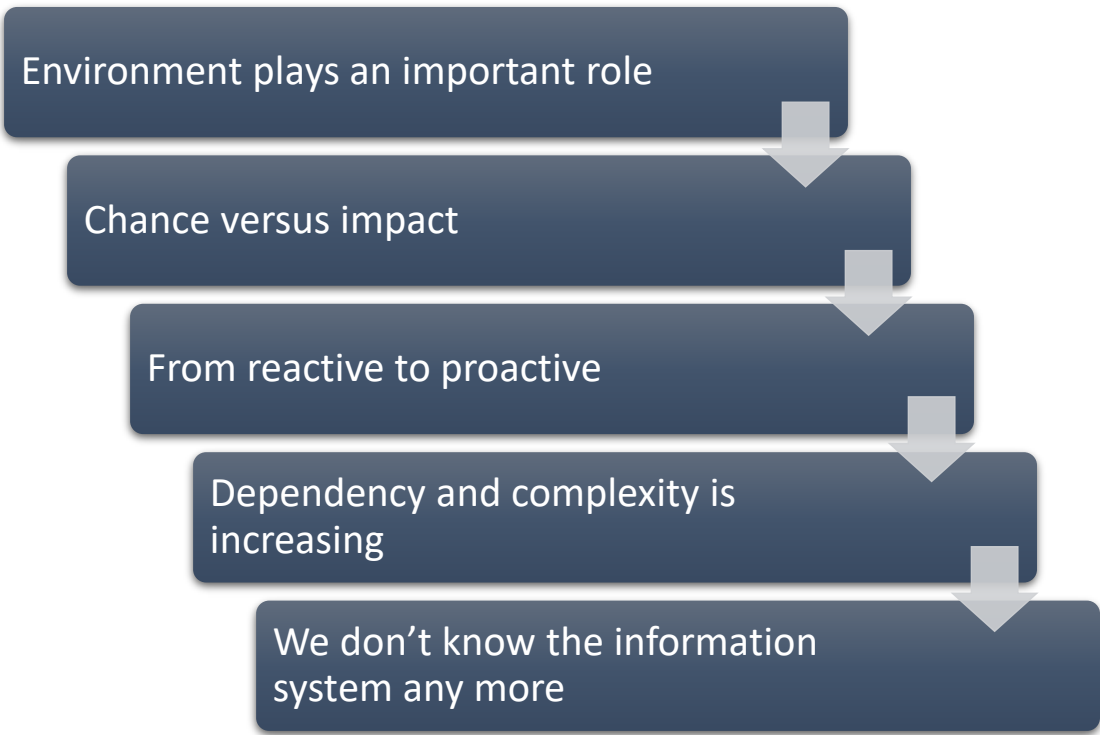 Environment plays an important role
Chance versus impact
From reactive to proactive
Dependency and complexity is
increasing
We don’t know the information
system any more